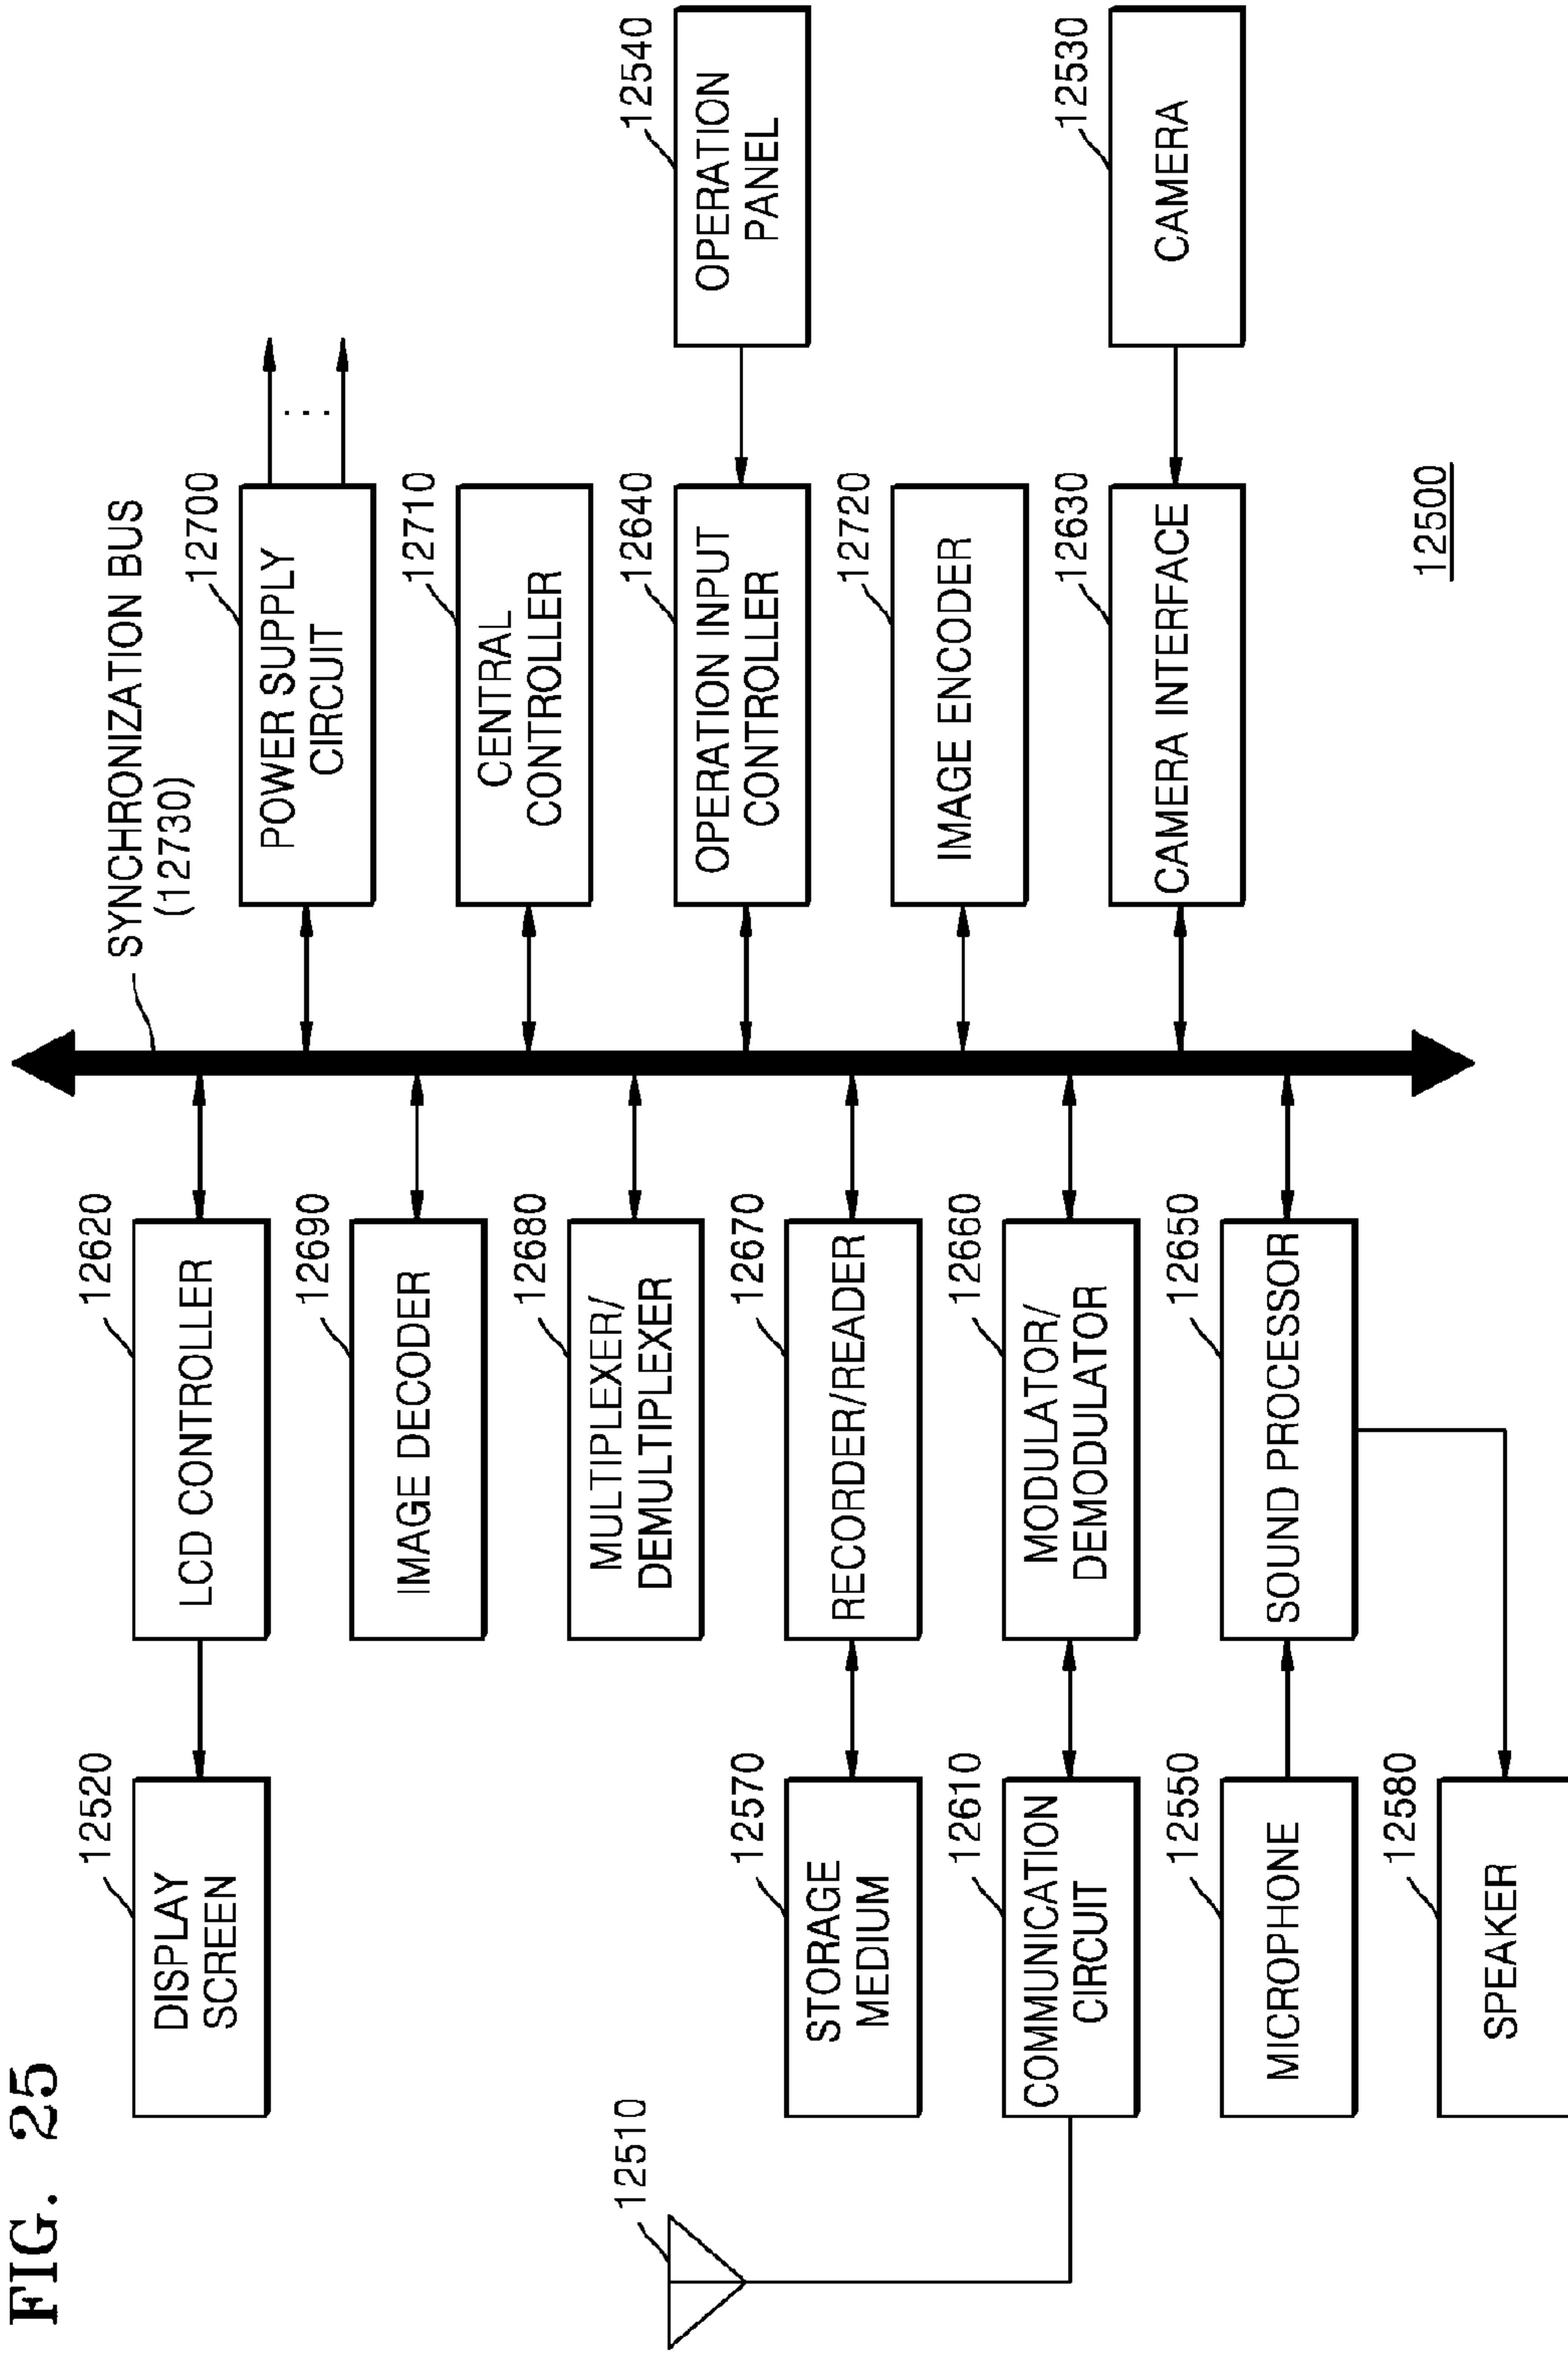 FIG. 25
12510
12520
DISPLAY
SCREEN
12620
LCD CONTROLLER
SYNCHRONIZATION BUS
(12730)
12700
POWER SUPPLY
CIRCUIT
12690
IMAGE DECODER
12710
CENTRAL
CONTROLLER
12680
MULTIPLEXER/
DEMULTIPLEXER
12640
OPERATION INPUT
CONTROLLER
12540
OPERATION
PANEL
12570
STORAGE
MEDIUM
12670
RECORDER/READER
12720
IMAGE ENCODER
12610
COMMUNICATION
CIRCUIT
12660
MODULATOR/
DEMODULATOR
12630
CAMERA INTERFACE
12530
CAMERA
12550
MICROPHONE
12650
SOUND PROCESSOR
12580
SPEAKER
12500